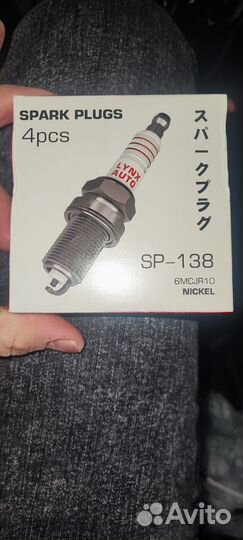 SPARK PLUGS
4pcs
スパークプラグ
LYNX
AUTO
SP-138
6MCJR10
NICKEL
Avito